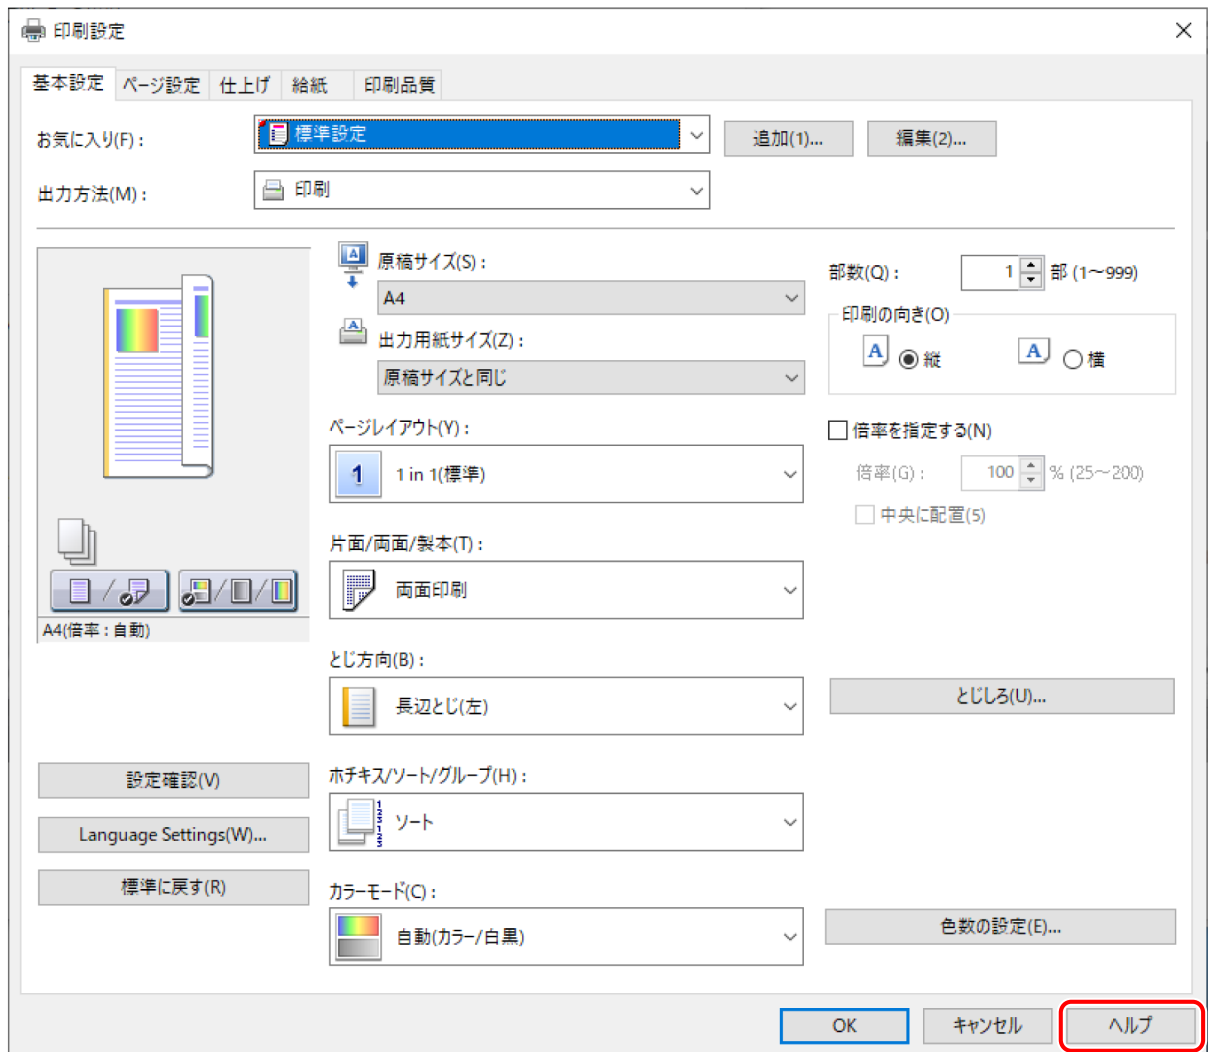 印刷設定
基本設定 ページ設定 仕上げ 給紙 印刷品質
お気に入り(F): 標準設定 追加(1)... 編集(2)...
出力方法(M): 印刷
原稿サイズ(S):
A4
出力用紙サイズ(Z):
原稿サイズと同じ
部数(Q): 1 部 (1～999)
印刷の向き(O)
A 縦 A 横
ページレイアウト(Y):
1 1 in 1(標準)
倍率を指定する(N)
倍率(G): 100 % (25～200)
中央に配置(5)
片面/両面/製本(T):
両面印刷
A4(倍率:自動)
とじ方向(B):
長辺とじ(左) とじしろ(U)...
設定確認(V)
Language Settings(W)...
標準に戻す(R)
ホチキス/ソート/グループ(H):
123123 ソート
カラーモード(C):
自動(カラー/白黒) 色数の設定(E)...
OK キャンセル ヘルプ